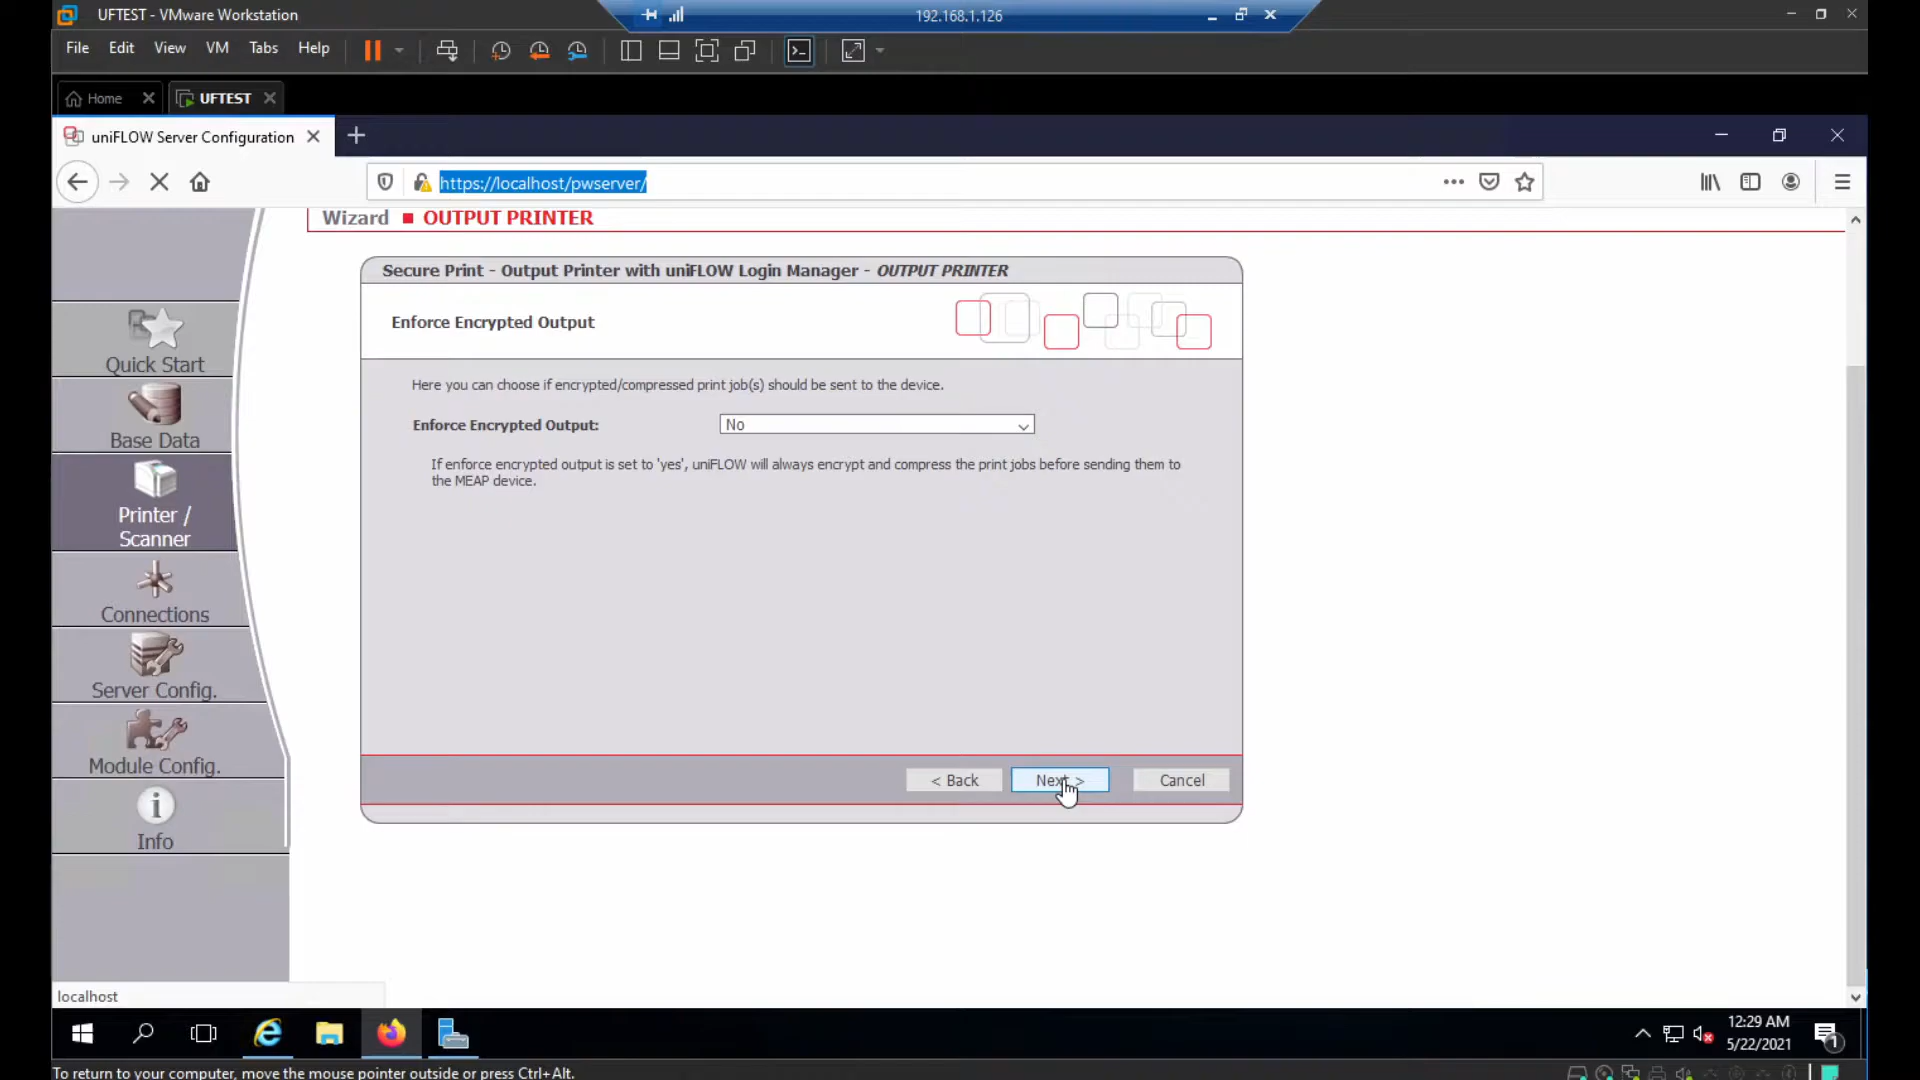 UFTEST - VMware Workstation
192.168.1.126
File Edit View VM Tabs Help
Home
UFTEST
uniFLOW Server Configuration
https://localhost/pwserver/
Wizard OUTPUT PRINTER
Secure Print - Output Printer with uniFLOW Login Manager - OUTPUT PRINTER
Enforce Encrypted Output
Here you can choose if encrypted/compressed print job(s) should be sent to the device.
Enforce Encrypted Output: No
If enforce encrypted output is set to 'yes', uniFLOW will always encrypt and compress the print jobs before sending them to
the MEAP device.
< Back Next > Cancel
Quick Start
Base Data
Printer /
Scanner
Connections
Server Config.
Module Config.
Info
localhost
12:29 AM
5/22/2021
1
To return to your computer, move the mouse pointer outside or press Ctrl+Alt.